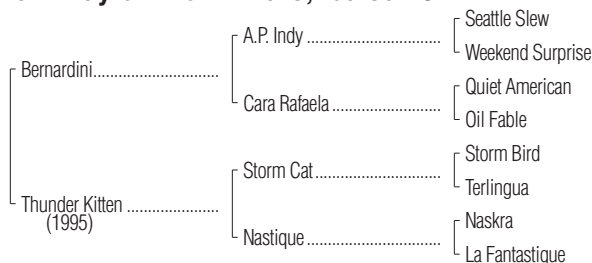 Seattle Slew
A.P. Indy
Weekend Surprise
Bernardini
Quiet American
Cara Rafaela
Oil Fable
Storm Bird
Storm Cat
Terlingua
Thunder Kitten
(1995)
Naskra
Nastique
La Fantastique